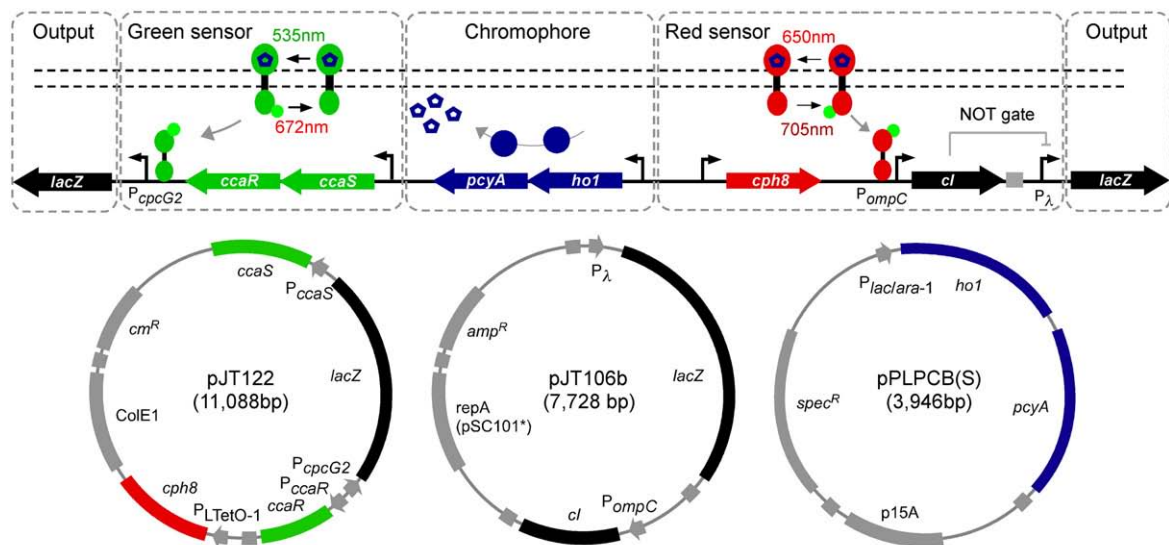 Output
Green sensor
Chromophore
Red sensor
Output
535nm
672nm
650nm
705nm
NOT gate
lacZ
PcpcG2
ccaR
ccaS
pcyA
ho1
cph8
PompC
cI
Pλ
lacZ
ccaS
PccaS
cmR
lacZ
pJT122
(11,088bp)
ColE1
PcpcG2
PccaR
cph8
PLTetO-1
ccaR
Pλ
ampR
lacZ
pJT106b
(7,728 bp)
repA
(pSC101*)
PompC
cI
Plac/ara-1
ho1
pPLPCB(S)
(3,946bp)
specR
pcyA
p15A